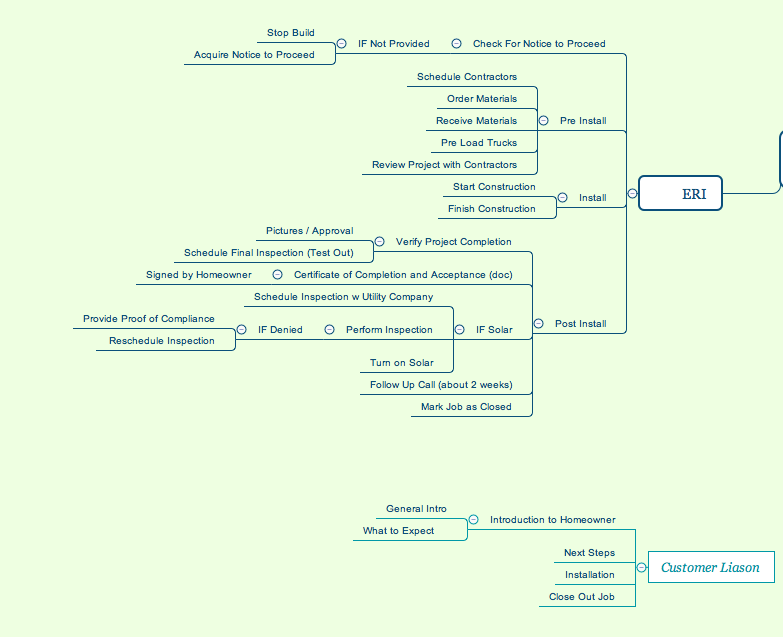 Stop Build
IF Not Provided
Check For Notice to Proceed
Acquire Notice to Proceed
Schedule Contractors
Order Materials
Receive Materials
Pre Install
Pre Load Trucks
Review Project with Contractors
Start Construction
Install
ERI
Finish Construction
Pictures / Approval
Verify Project Completion
Schedule Final Inspection (Test Out)
Signed by Homeowner
Certificate of Completion and Acceptance (doc)
Schedule Inspection w Utility Company
Provide Proof of Compliance
IF Denied
Perform Inspection
IF Solar
Post Install
Reschedule Inspection
Turn on Solar
Follow Up Call (about 2 weeks)
Mark Job as Closed
General Intro
Introduction to Homeowner
What to Expect
Next Steps
Customer Liason
Installation
Close Out Job